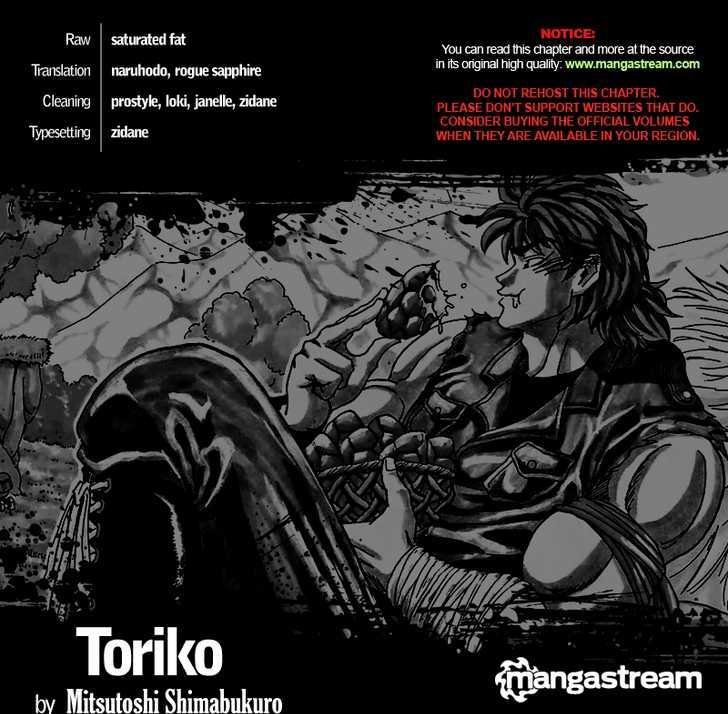 Raw saturated fat
Translation naruhodo, rogue sapphire
Cleaning prostyle, loki, janelle, zidane
Typesetting zidane
NOTICE:
You can read this chapter and more at the source
in its original high quality: www.mangastream.com
DO NOT REHOST THIS CHAPTER.
PLEASE DON'T SUPPORT WEBSITES THAT DO.
CONSIDER BUYING THE OFFICIAL VOLUMES
WHEN THEY ARE AVAILABLE IN YOUR REGION.
Toriko
by Mitsutoshi Shimabukuro
mangastream